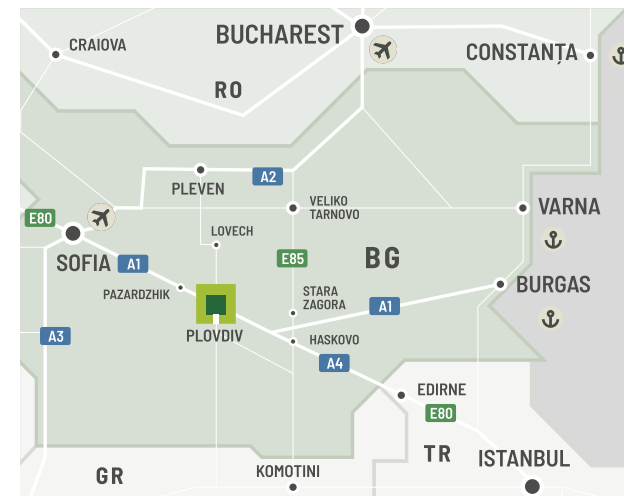 BUCHAREST
CRAIOVA
CONSTANȚA
RO
A2
PLEVEN
VELIKO
TARNOVO
VARNA
E80
LOVECH
SOFIA
A1
E85
BG
PAZARDZHIK
STARA
ZAGORA
BURGAS
A1
PLOVDIV
A3
HASKOVO
A4
EDIRNE
E80
TR
ISTANBUL
GR
KOMOTINI